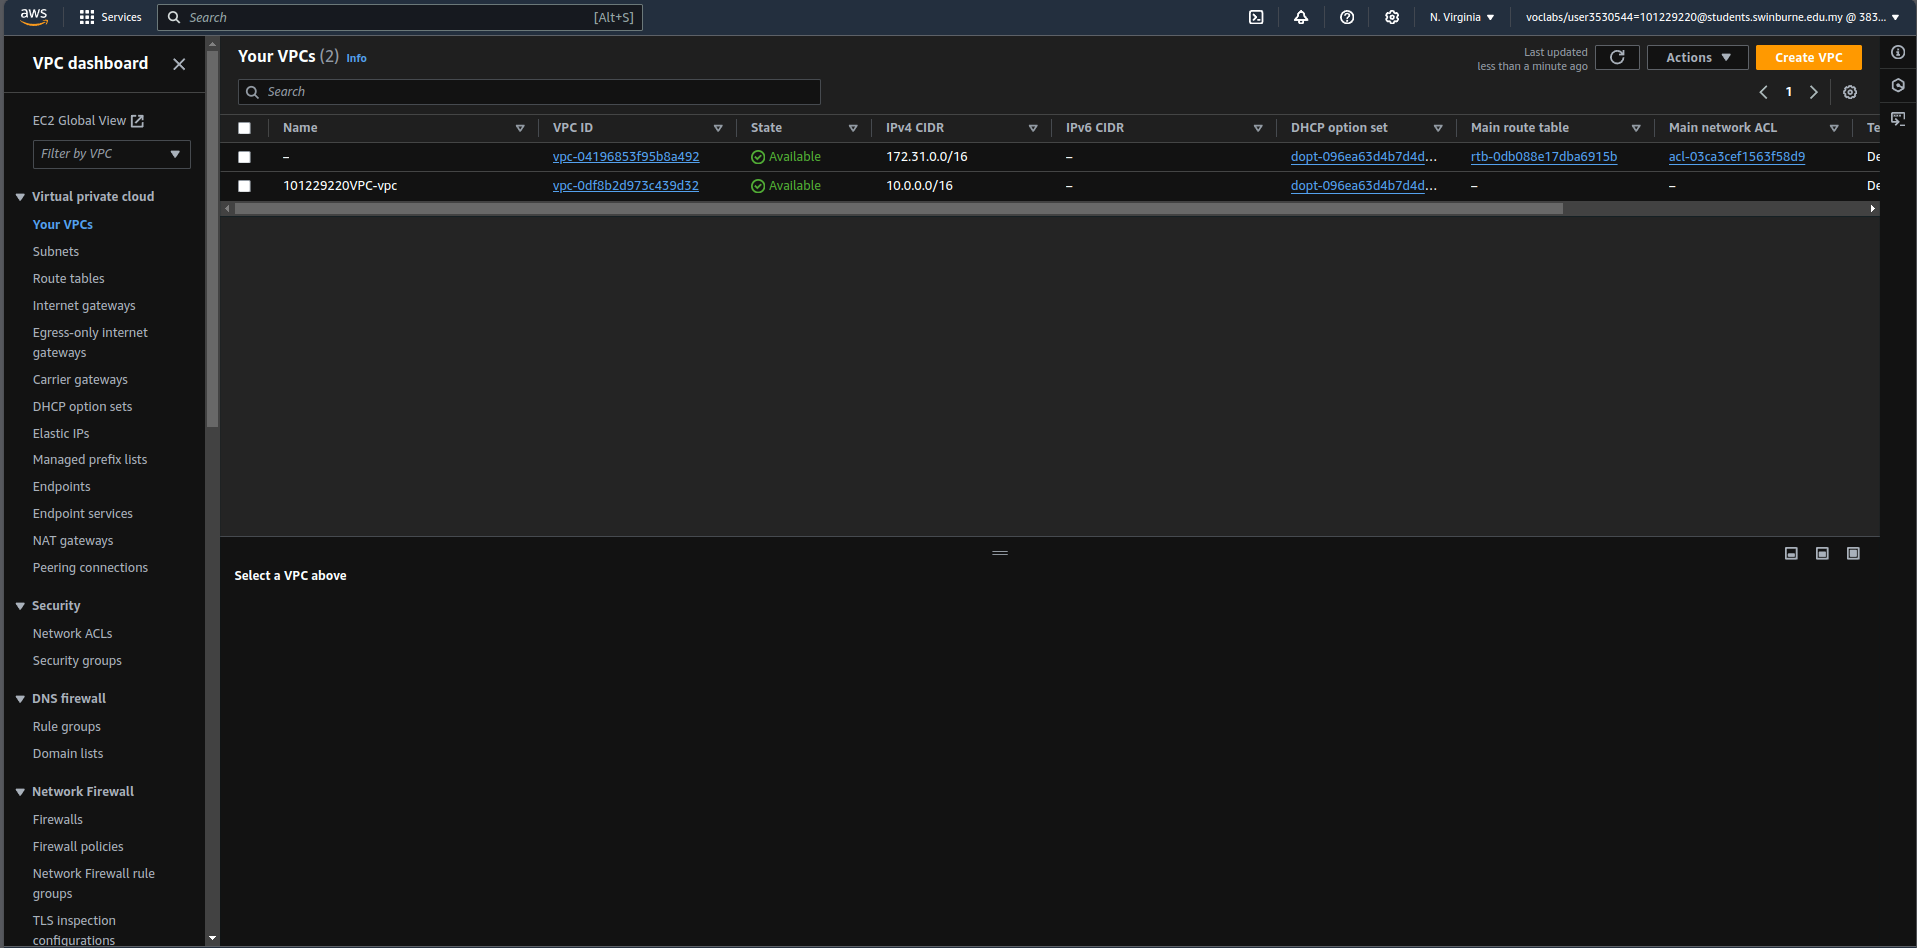 aws
Services
Search
[Alt+S]
N. Virginia
voclabs/user3530544=101229220@students.swinburne.edu.my @ 383...
VPC dashboard
EC2 Global View
Filter by VPC
Virtual private cloud
Your VPCs
Subnets
Route tables
Internet gateways
Egress-only internet
gateways
Carrier gateways
DHCP option sets
Elastic IPs
Managed prefix lists
Endpoints
Endpoint services
NAT gateways
Peering connections
Security
Network ACLs
Security groups
DNS firewall
Rule groups
Domain lists
Network Firewall
Firewalls
Firewall policies
Network Firewall rule
groups
TLS inspection
configurations
Your VPCs (2) Info
Last updated
less than a minute ago
Actions
Create VPC
Search
1
Name VPC ID State IPv4 CIDR IPv6 CIDR DHCP option set Main route table Main network ACL Te
– vpc-04196853f95b8a492 Available 172.31.0.0/16 – dopt-096ea63d4b7d4d... rtb-0db088e17dba6915b acl-03ca3cef1563f58d9 De
101229220VPC-vpc vpc-0df8b2d973c439d32 Available 10.0.0.0/16 – dopt-096ea63d4b7d4d... – – De
Select a VPC above